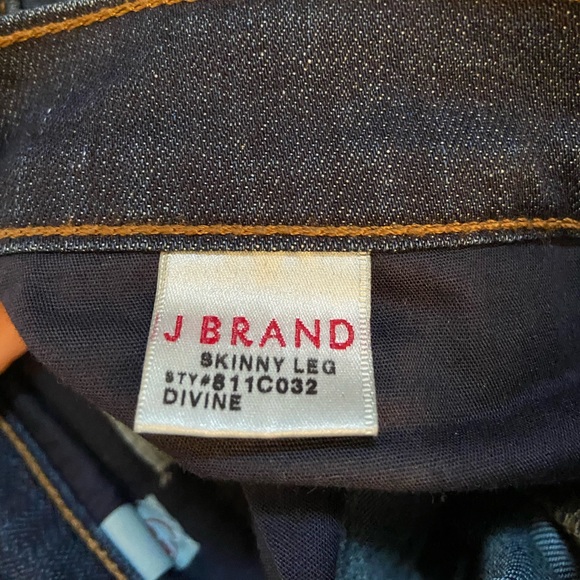 J BRAND
SKINNY LEG
STY#811C032
DIVINE